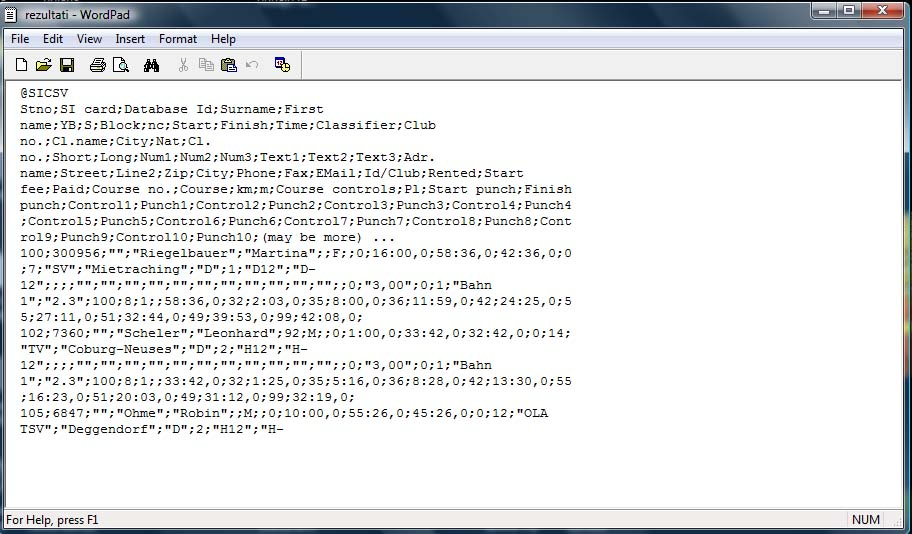 rezultati - WordPad
File Edit View Insert Format Help
@SICSV
Stno;SI card;Database Id;Surname;First
name;YB;S;Block;nc;Start;Finish;Time;Classifier;Club
no.;Cl.name;City;Nat;Cl.
no.;Short;Long;Num1;Num2;Num3;Text1;Text2;Text3;Adr.
name;Street;Line2;Zip;City;Phone;Fax;EMail;Id/Club;Rented;Start
fee;Paid;Course no.;Course;km;m;Course controls;Pl;Start punch;Finish
punch;Control1;Punch1;Control2;Punch2;Control3;Punch3;Control4;Punch4
;Control5;Punch5;Control6;Punch6;Control7;Punch7;Control8;Punch8;Cont
rol9;Punch9;Control10;Punch10;(may be more) ...
100;300956;"";"Riegelbauer";"Martina";;F;;0;16:00,0;58:36,0;42:36,0;0
;7;"SV";"Mietraching";"D";1;"D12";"D-
12";;;;"";"";"";"";"";"";"";"";"";"";"";;0;"3,00";0;1;"Bahn
1";"2.3";100;8;1;;58:36,0;32;2:03,0;35;8:00,0;36;11:59,0;42;24:25,0;5
5;27:11,0;51;32:44,0;49;39:53,0;99;42:08,0;
102;7360;"";"Scheler";"Leonhard";92;M;;0;1:00,0;33:42,0;32:42,0;0;14;
"TV";"Coburg-Neuses";"D";2;"H12";"H-
12";;;;"";"";"";"";"";"";"";"";"";"";"";;0;"3,00";0;1;"Bahn
1";"2.3";100;8;1;;33:42,0;32;1:25,0;35;5:16,0;36;8:28,0;42;13:30,0;55
;16:23,0;51;20:03,0;49;31:12,0;99;32:19,0;
105;6847;"";"Ohme";"Robin";;M;;0;10:00,0;55:26,0;45:26,0;0;12;"OLA
TSV";"Deggendorf";"D";2;"H12";"H-
For Help, press F1
NUM